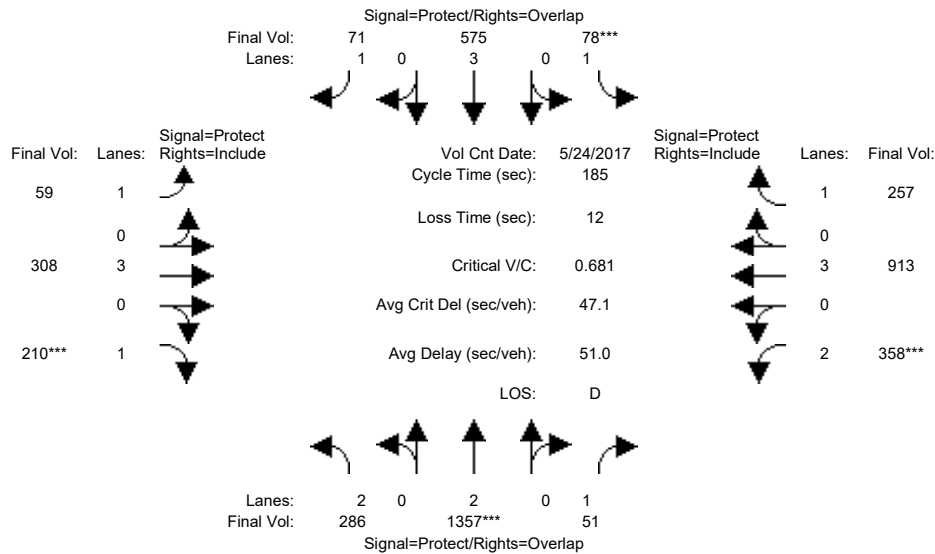 Signal=Protect/Rights=Overlap
Final Vol: 71 575 78***
Lanes: 1 0 3 0 1
Signal=Protect
Final Vol: Lanes: Rights=Include
Vol Cnt Date: 5/24/2017
Signal=Protect
Rights=Include Lanes: Final Vol:
Cycle Time (sec): 185
59 1
1 257
Loss Time (sec): 12
0
0
308 3
Critical V/C: 0.681
3 913
0
Avg Crit Del (sec/veh): 47.1
0
210*** 1
Avg Delay (sec/veh): 51.0
2 358***
LOS: D
Lanes: 2 0 2 0 1
Final Vol: 286 1357*** 51
Signal=Protect/Rights=Overlap